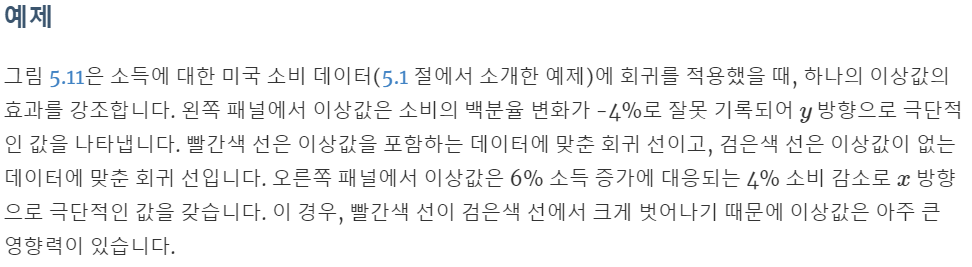 예제
그림 5.11은 소득에 대한 미국 소비 데이터(5.1 절에서 소개한 예제)에 회귀를 적용했을 때, 하나의 이상값의
효과를 강조합니다. 왼쪽 패널에서 이상값은 소비의 백분율 변화가 -4%로 잘못 기록되어 y 방향으로 극단적
인 값을 나타냅니다. 빨간색 선은 이상값을 포함하는 데이터에 맞춘 회귀 선이고, 검은색 선은 이상값이 없는
데이터에 맞춘 회귀 선입니다. 오른쪽 패널에서 이상값은 6% 소득 증가에 대응되는 4% 소비 감소로 x 방향
으로 극단적인 값을 갖습니다. 이 경우, 빨간색 선이 검은색 선에서 크게 벗어나기 때문에 이상값은 아주 큰
영향력이 있습니다.